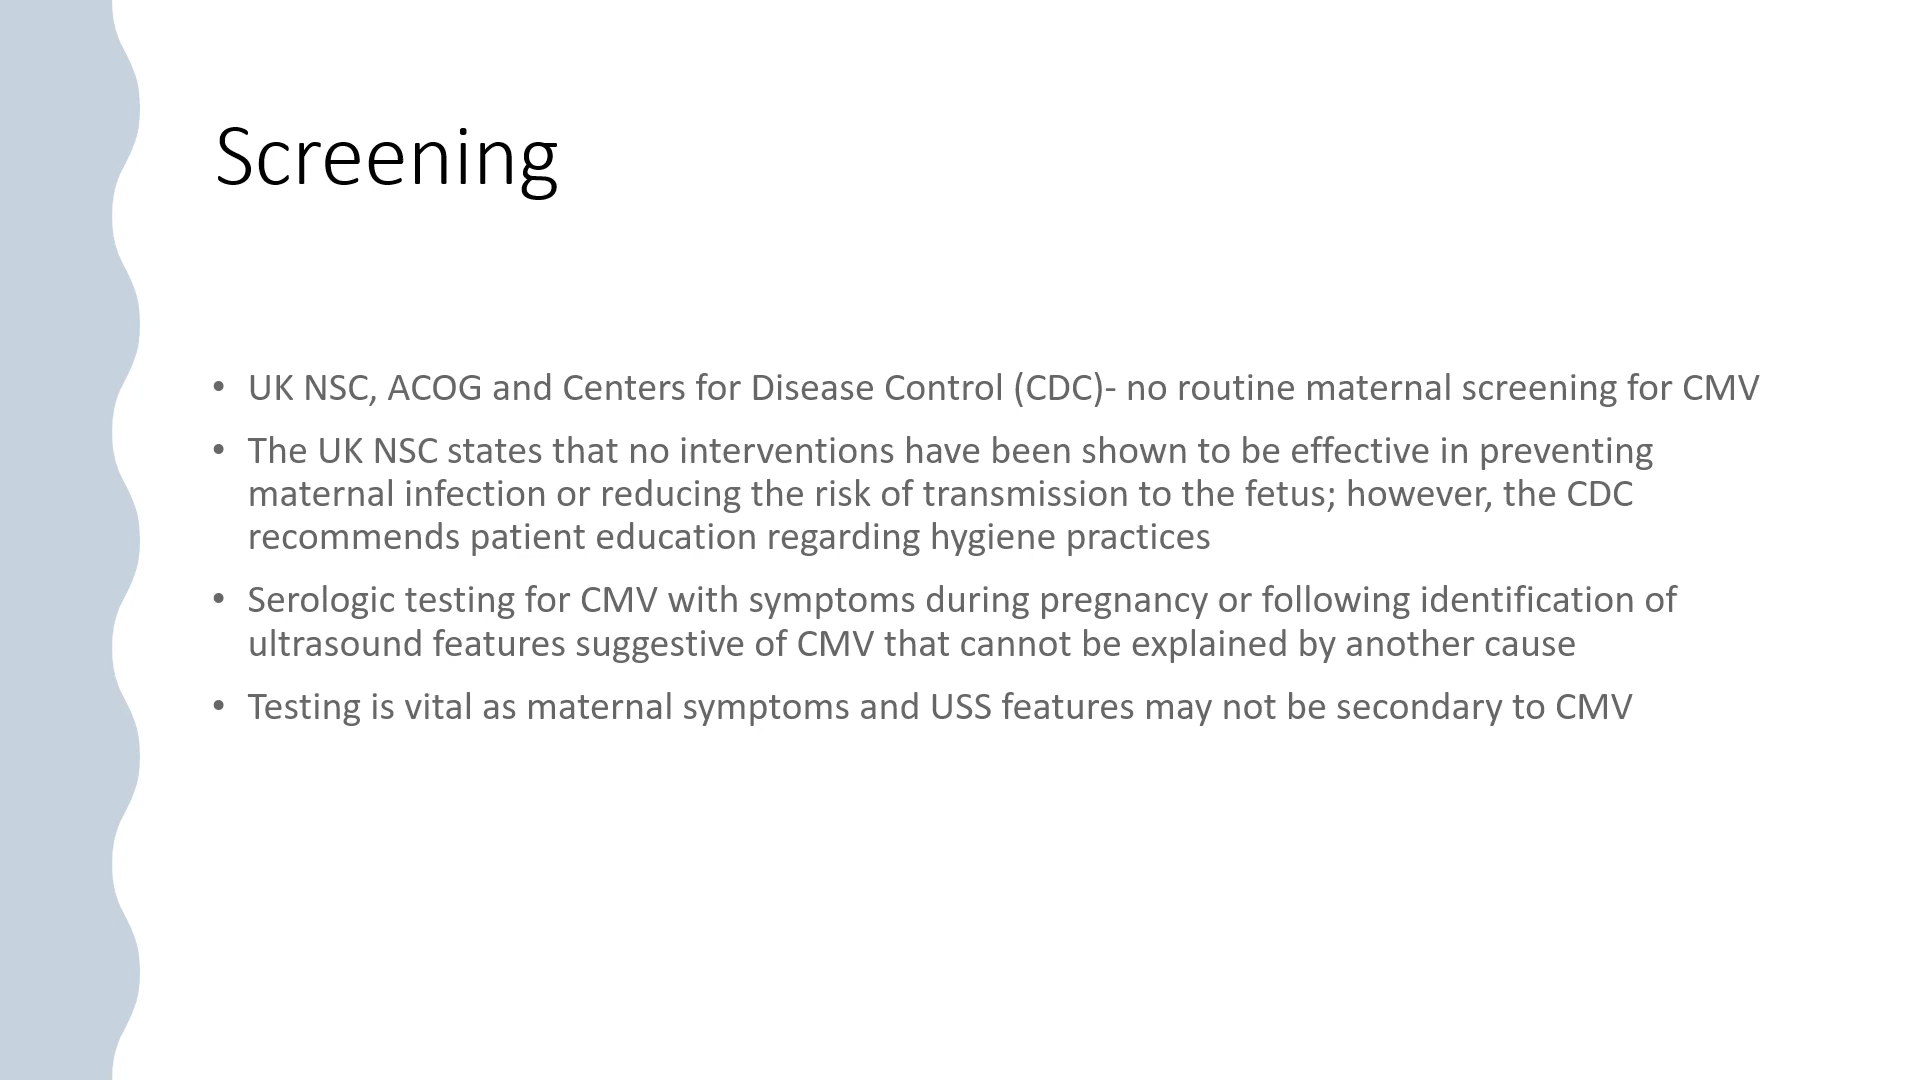 Screening
• UK NSC, ACOG and Centers for Disease Control (CDC)- no routine maternal screening for CMV
• The UK NSC states that no interventions have been shown to be effective in preventing
maternal infection or reducing the risk of transmission to the fetus; however, the CDC
recommends patient education regarding hygiene practices
• Serologic testing for CMV with symptoms during pregnancy or following identification of
ultrasound features suggestive of CMV that cannot be explained by another cause
• Testing is vital as maternal symptoms and USS features may not be secondary to CMV